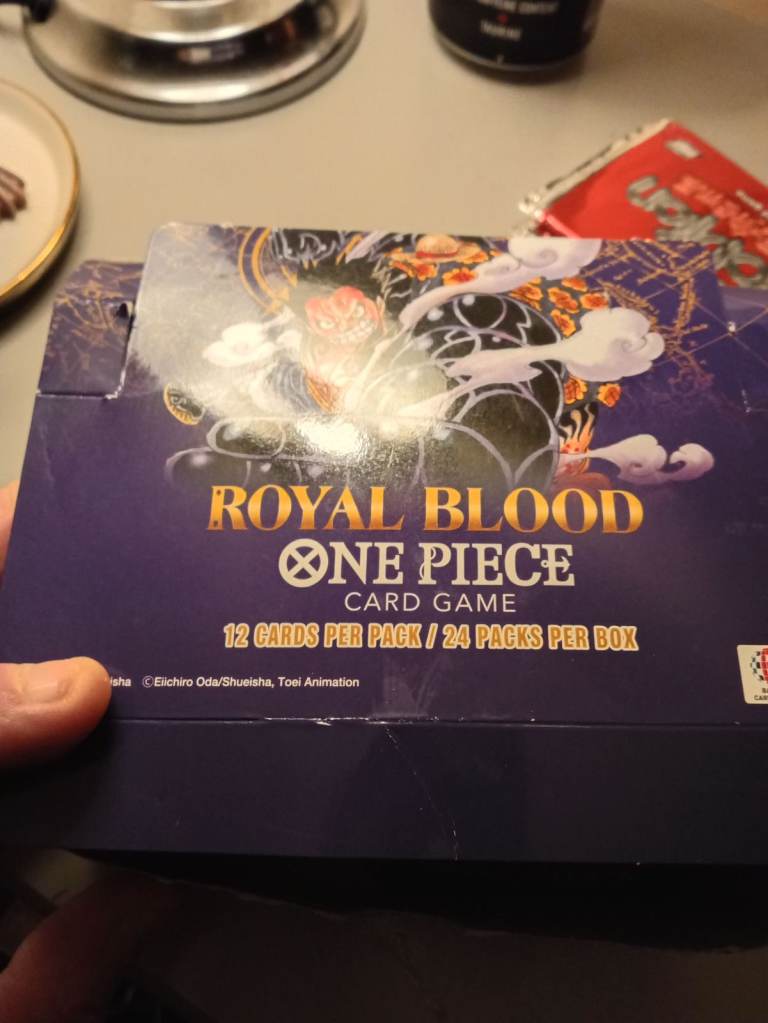 ROYAL BLOOD
ONE PIECE
CARD GAME
12 CARDS PER PACK / 24 PACKS PER BOX
©Eiichiro Oda/Shueisha, Toei Animation